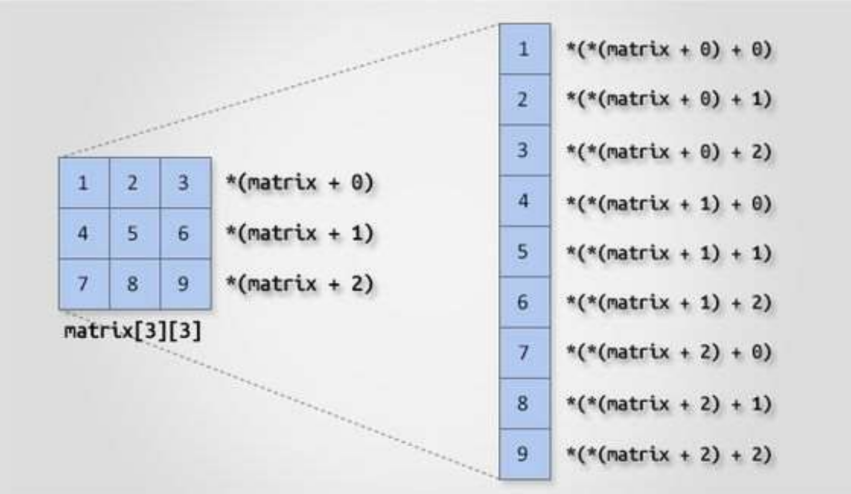 1 2 3 *(matrix + 0)
4 5 6 *(matrix + 1)
7 8 9 *(matrix + 2)
matrix[3][3]
1 *(*(matrix + 0) + 0)
2 *(*(matrix + 0) + 1)
3 *(*(matrix + 0) + 2)
4 *(*(matrix + 1) + 0)
5 *(*(matrix + 1) + 1)
6 *(*(matrix + 1) + 2)
7 *(*(matrix + 2) + 0)
8 *(*(matrix + 2) + 1)
9 *(*(matrix + 2) + 2)